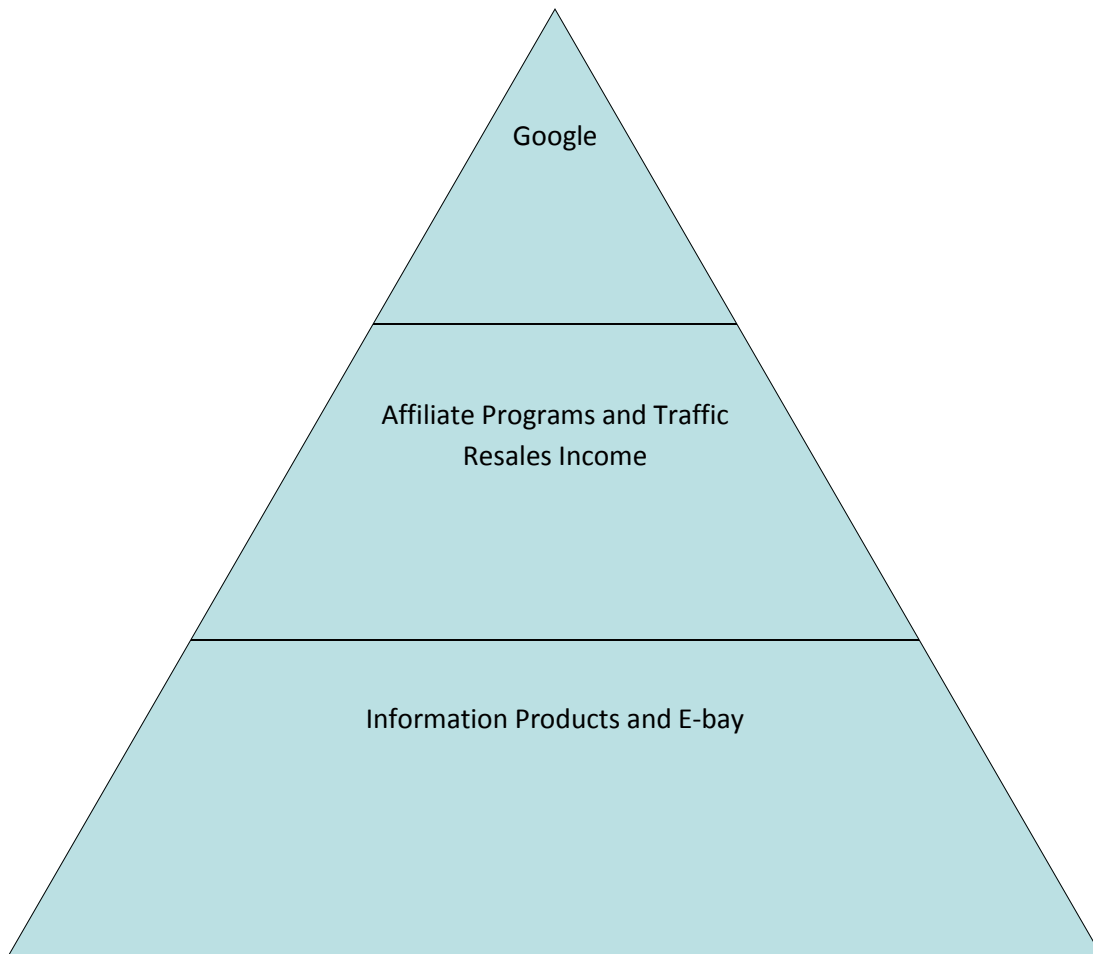 Google
Affiliate Programs and Traffic
Resales Income
Information Products and E-bay